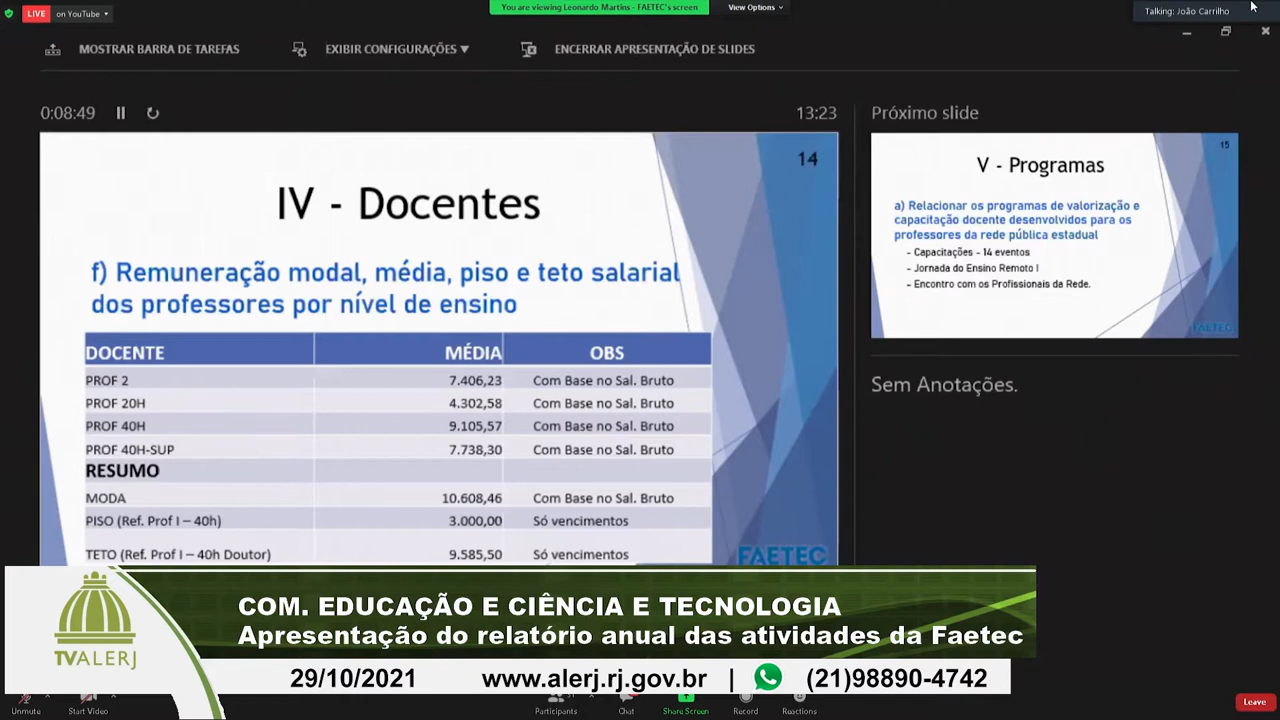 LIVE on YouTube
You are viewing Leonardo Martins - FAETEC's screen
View Options
Talking: João Carrilho
MOSTRAR BARRA DE TAREFAS
EXIBIR CONFIGURAÇÕES
ENCERRAR APRESENTAÇÃO DE SLIDES
0:08:49
13:23
14
IV - Docentes
f) Remuneração modal, média, piso e teto salarial
dos professores por nível de ensino
DOCENTE MÉDIA OBS
PROF 2 7.406,23 Com Base no Sal. Bruto
PROF 20H 4.302,58 Com Base no Sal. Bruto
PROF 40H 9.105,57 Com Base no Sal. Bruto
PROF 40H-SUP 7.738,30 Com Base no Sal. Bruto
RESUMO
MODA 10.608,46 Com Base no Sal. Bruto
PISO (Ref. Prof I – 40h) 3.000,00 Só vencimentos
TETO (Ref. Prof I – 40h Doutor) 9.585,50 Só vencimentos
FAETEC
Próximo slide
15
V - Programas
a) Relacionar os programas de valorização e
capacitação docente desenvolvidos para os
professores da rede pública estadual
- Capacitações - 14 eventos
- Jornada do Ensino Remoto I
- Encontro com os Profissionais da Rede.
FAETEC
Sem Anotações.
TVALERJ
COM. EDUCAÇÃO E CIÊNCIA E TECNOLOGIA
Apresentação do relatório anual das atividades da Faetec
29/10/2021 www.alerj.rj.gov.br | (21)98890-4742
Unmute
Start Video
Participants
Chat
Share Screen
Record
Reactions
Leave